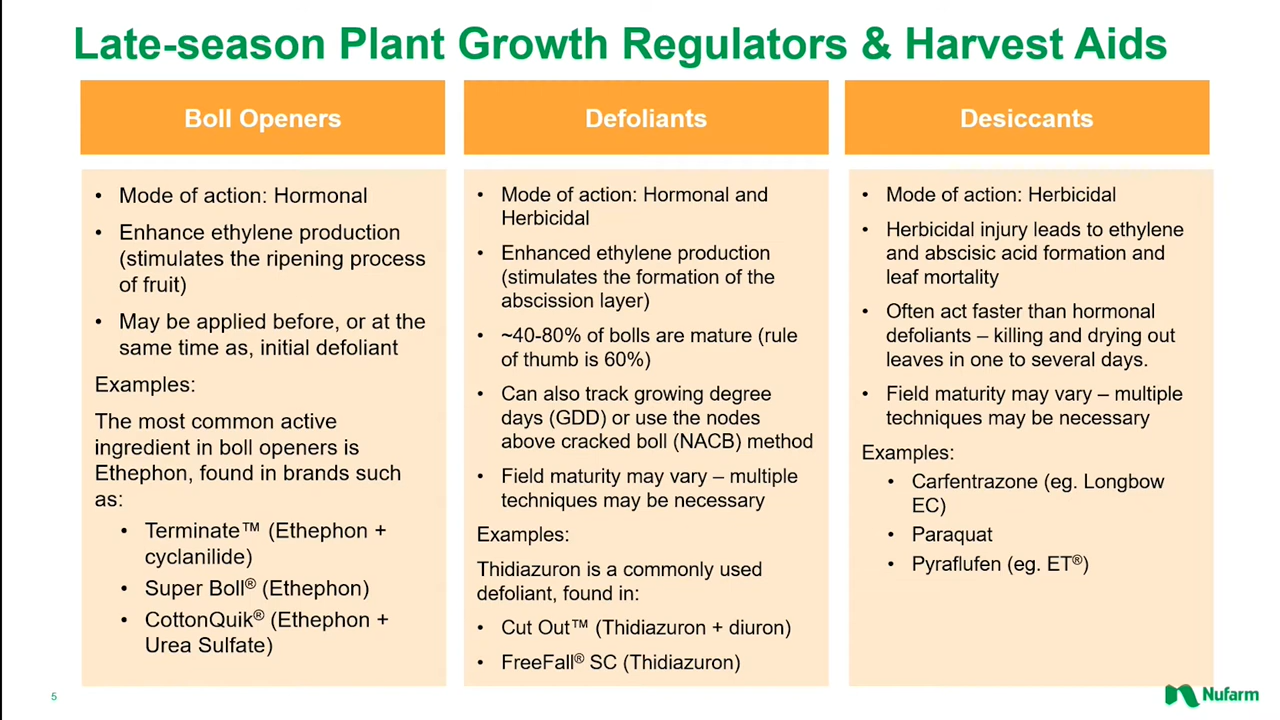 Late-season Plant Growth Regulators & Harvest Aids
Boll Openers
• Mode of action: Hormonal
• Enhance ethylene production
(stimulates the ripening process
of fruit)
• May be applied before, or at the
same time as, initial defoliant
Examples:
The most common active
ingredient in boll openers is
Ethephon, found in brands such
as:
• Terminate™ (Ethephon +
cyclanilide)
• Super Boll® (Ethephon)
• CottonQuik® (Ethephon +
Urea Sulfate)
Defoliants
• Mode of action: Hormonal and
Herbicidal
• Enhanced ethylene production
(stimulates the formation of the
abscission layer)
• ~40-80% of bolls are mature (rule
of thumb is 60%)
• Can also track growing degree
days (GDD) or use the nodes
above cracked boll (NACB) method
• Field maturity may vary – multiple
techniques may be necessary
Examples:
Thidiazuron is a commonly used
defoliant, found in:
• Cut Out™ (Thidiazuron + diuron)
• FreeFall® SC (Thidiazuron)
Desiccants
• Mode of action: Herbicidal
• Herbicidal injury leads to ethylene
and abscisic acid formation and
leaf mortality
• Often act faster than hormonal
defoliants – killing and drying out
leaves in one to several days.
• Field maturity may vary – multiple
techniques may be necessary
Examples:
• Carfentrazone (eg. Longbow
EC)
• Paraquat
• Pyraflufen (eg. ET®)
5
Nufarm